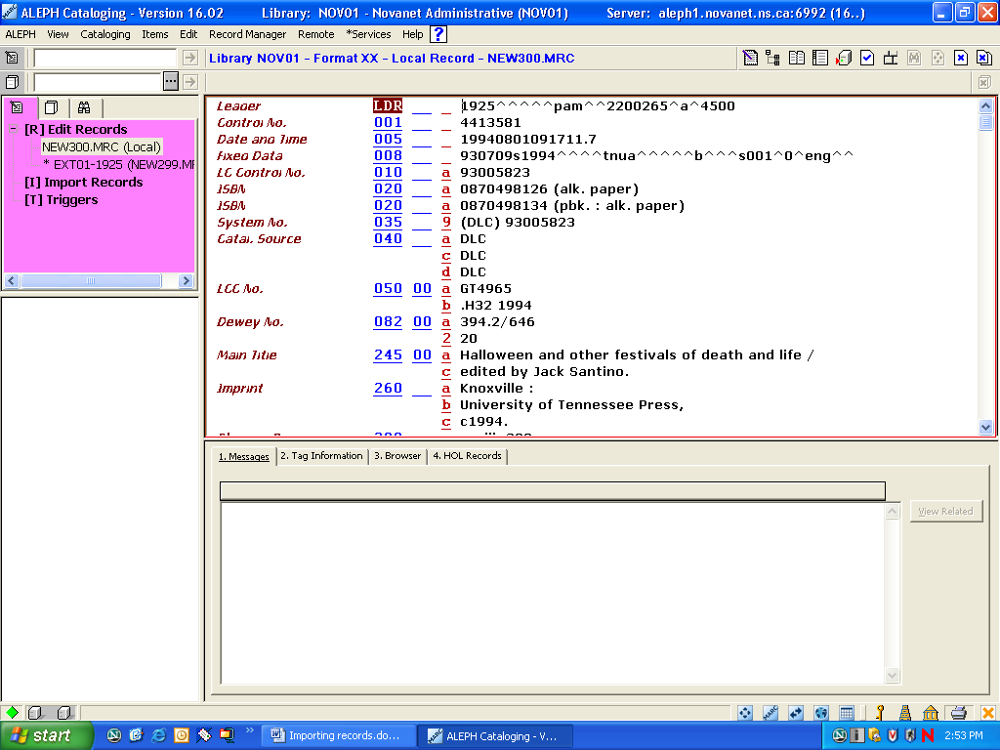 ALEPH Cataloging - Version 16.02 Library: NOV01 - Novanet Administrative (NOV01) Server: aleph1.novanet.ns.ca:6992 (16..)
ALEPH View Cataloging Items Edit Record Manager Remote *Services Help ?
Library NOV01 - Format XX - Local Record - NEW300.MRC
[R] Edit Records
NEW300.MRC (Local)
* EXT01-1925 (NEW299.MR
[I] Import Records
[T] Triggers
Leader LDR 1925^^^^^pam^^2200265^a^4500
Control No. 001 4413581
Date and Time 005 19940801091711.7
Fixed Data 008 930709s1994^^^^tnua^^^^^b^^^s001^0^eng^^
LC Control No. 010 a 93005823
ISBN 020 a 0870498126 (alk. paper)
ISBN 020 a 0870498134 (pbk. : alk. paper)
System No. 035 9 (DLC) 93005823
Catal. Source 040 a DLC
c DLC
d DLC
LCC No. 050 00 a GT4965
b .H32 1994
Dewey No. 082 00 a 394.2/646
2 20
Main Title 245 00 a Halloween and other festivals of death and life /
c edited by Jack Santino.
Imprint 260 a Knoxville :
b University of Tennessee Press,
c c1994.
1. Messages 2. Tag Information 3. Browser 4. HOL Records
View Related
start Importing records.do... ALEPH Cataloging - V... 2:53 PM